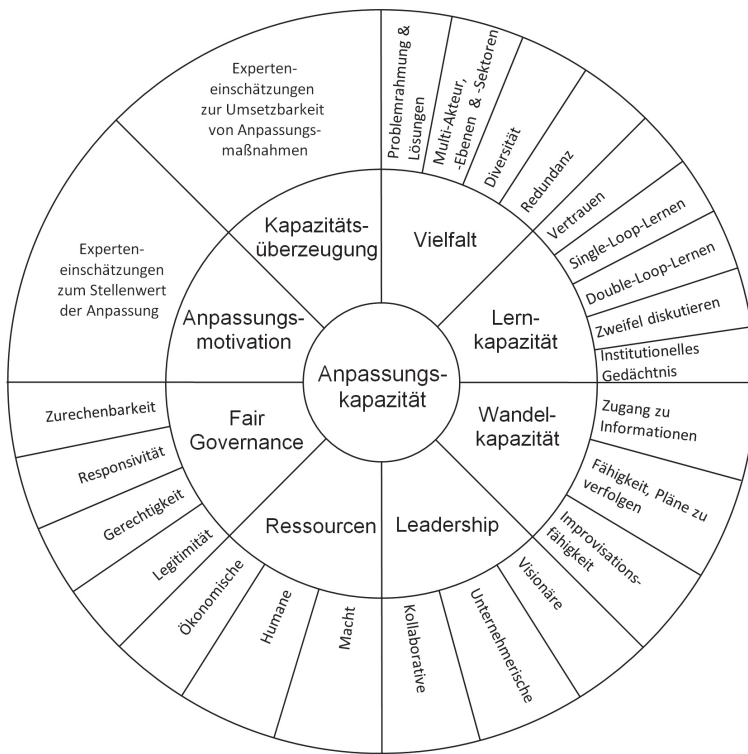 Anpassungs-
kapazität
Vielfalt
Problemrahmung &
Lösungen
Multi-Akteur,
-Ebenen & -Sektoren
Diversität
Redundanz
Lern-
kapazität
Vertrauen
Single-Loop-Lernen
Double-Loop-Lernen
Zweifel diskutieren
Institutionelles
Gedächtnis
Wandel-
kapazität
Zugang zu
Informationen
Fähigkeit, Pläne zu
verfolgen
Improvisations-
fähigkeit
Leadership
Visionäre
Unternehmerische
Kollaborative
Ressourcen
Macht
Humane
Ökonomische
Fair
Governance
Legitimität
Gerechtigkeit
Responsivität
Zurechenbarkeit
Anpassungs-
motivation
Experten-
einschätzungen
zum Stellenwert
der Anpassung
Kapazitäts-
überzeugung
Experten-
einschätzungen
zur Umsetzbarkeit
von Anpassungs-
maßnahmen